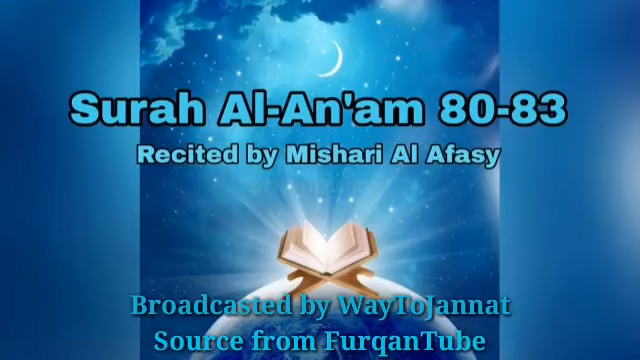 Surah Al-An'am 80-83
Recited by Mishari Al Afasy
Broadcasted by WayToJannat
Source from FurqanTube